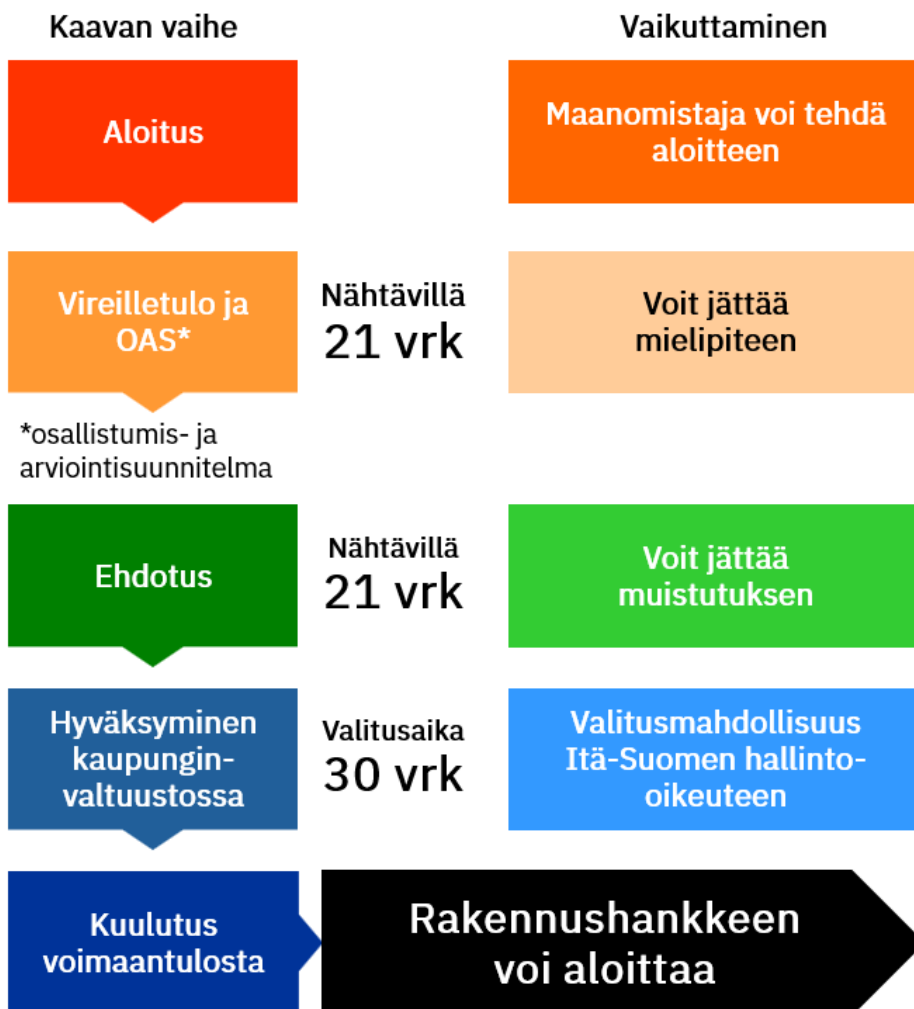 Kaavan vaihe
Vaikuttaminen
Aloitus
Maanomistaja voi tehdä
aloitteen
Vireilletulo ja
OAS*
Nähtävillä
21 vrk
Voit jättää
mielipiteen
*osallistumis- ja
arviointisuunnitelma
Ehdotus
Nähtävillä
21 vrk
Voit jättää
muistutuksen
Hyväksyminen
kaupungin-
valtuustossa
Valitusaika
30 vrk
Valitusmahdollisuus
Itä-Suomen hallinto-
oikeuteen
Kuulutus
voimaantulosta
Rakennushankkeen
voi aloittaa